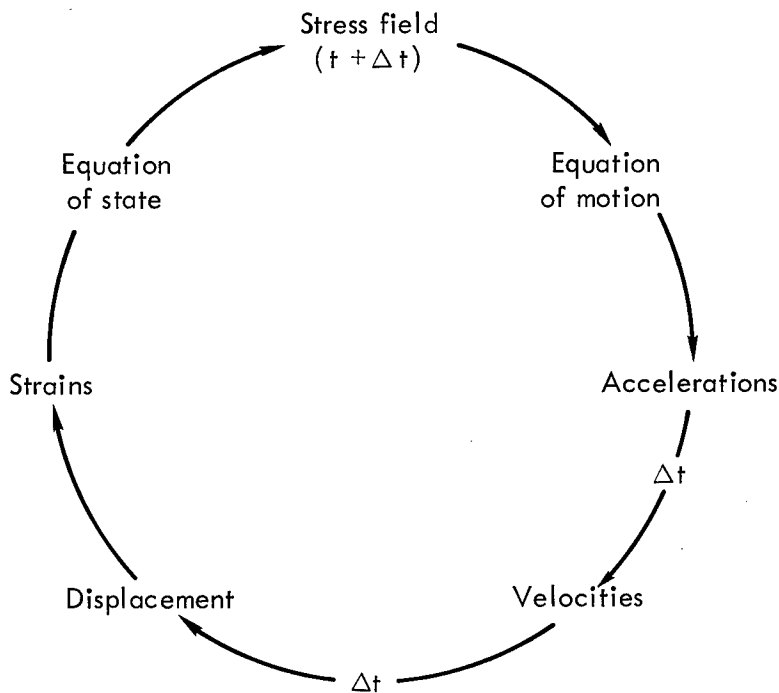 Stress field
(t + Δt)
Equation
of motion
Accelerations
Δt
Velocities
Δt
Displacement
Strains
Equation
of state